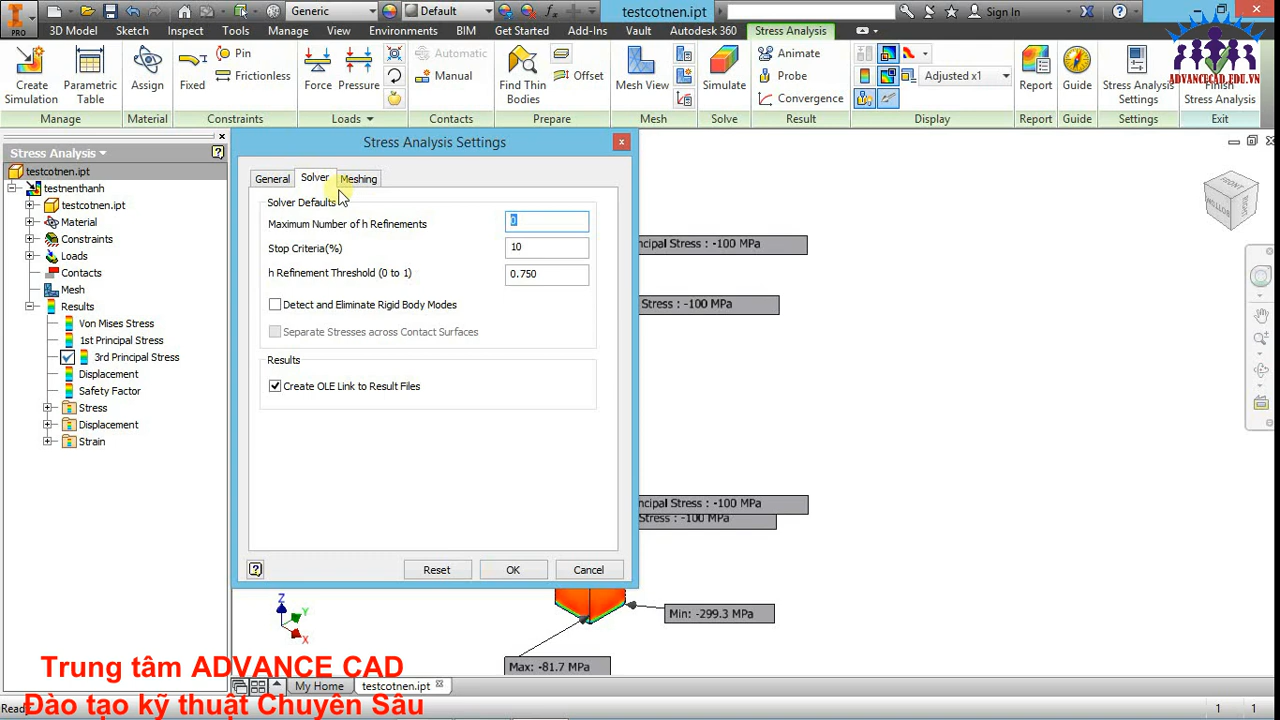 PRO
Generic
Default
testcotnen.ipt
Sign In
3D Model
Sketch
Inspect
Tools
Manage
View
Environments
BIM
Get Started
Add-Ins
Vault
Autodesk 360
Stress Analysis
ADVANCECAD.EDU.VN
Create
Simulation
Parametric
Table
Assign
Fixed
Pin
Frictionless
Force
Pressure
Automatic
Manual
Find Thin
Bodies
Offset
Mesh View
Simulate
Animate
Probe
Convergence
Adjusted x1
Report
Guide
Stress Analysis
Settings
Finish
Stress Analysis
Manage
Material
Constraints
Loads
Contacts
Prepare
Mesh
Solve
Result
Display
Report
Guide
Settings
Exit
Stress Analysis
testcotnen.ipt
testnenthanh
testcotnen.ipt
Material
Constraints
Loads
Contacts
Mesh
Results
Von Mises Stress
1st Principal Stress
3rd Principal Stress
Displacement
Safety Factor
Stress
Displacement
Strain
Stress Analysis Settings
General
Solver
Meshing
Solver Defaults
Maximum Number of h Refinements
0
Stop Criteria(%)
10
h Refinement Threshold (0 to 1)
0.750
Detect and Eliminate Rigid Body Modes
Separate Stresses across Contact Surfaces
Results
Create OLE Link to Result Files
Reset
OK
Cancel
ncipal Stress : -100 MPa
Stress : -100 MPa
ncipal Stress : -100 MPa
Stress : -100 MPa
Min: -299.3 MPa
Max: -81.7 MPa
FRONT
BOTTOM
Z
Y
X
My Home
testcotnen.ipt
Trung tâm ADVANCE CAD
Đào tạo kỹ thuật Chuyên Sâu
Ready
1
1